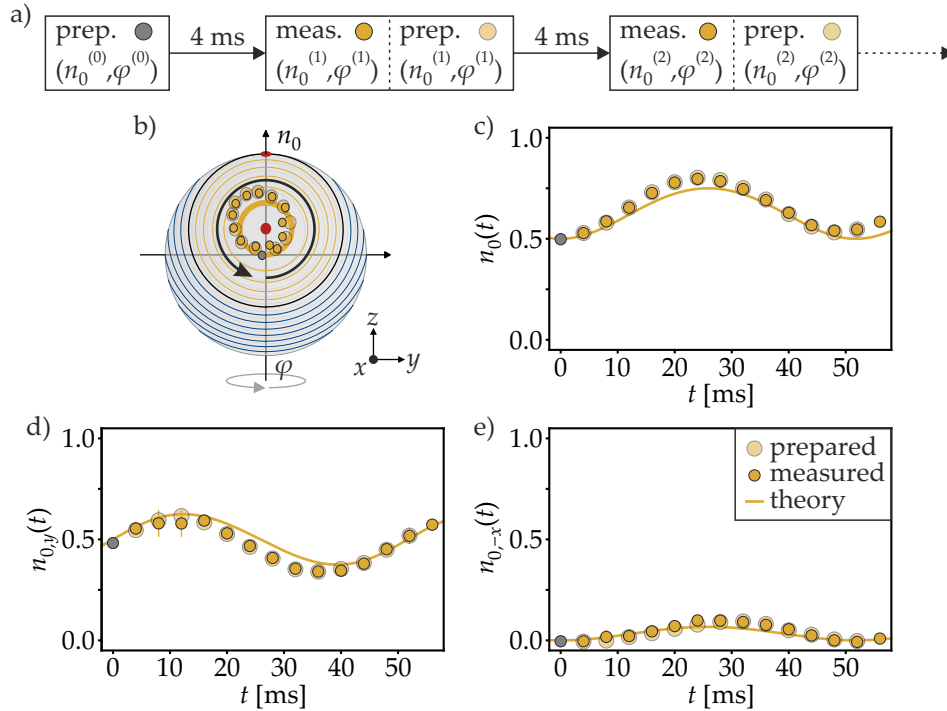 a)
prep.
4 ms
meas.
prep.
4 ms
meas.
prep.
(n₀⁽⁰⁾,φ⁽⁰⁾)
(n₀⁽¹⁾,φ⁽¹⁾)
(n₀⁽¹⁾,φ⁽¹⁾)
(n₀⁽²⁾,φ⁽²⁾)
(n₀⁽²⁾,φ⁽²⁾)
b)
n₀
z
x
y
φ
c)
1.0
0.5
0.0
n₀(t)
0 10 20 30 40 50
t [ms]
d)
1.0
0.5
0.0
n₀,y(t)
0 10 20 30 40 50
t [ms]
e)
1.0
0.5
0.0
n₀,₋x(t)
prepared
measured
theory
0 10 20 30 40 50
t [ms]